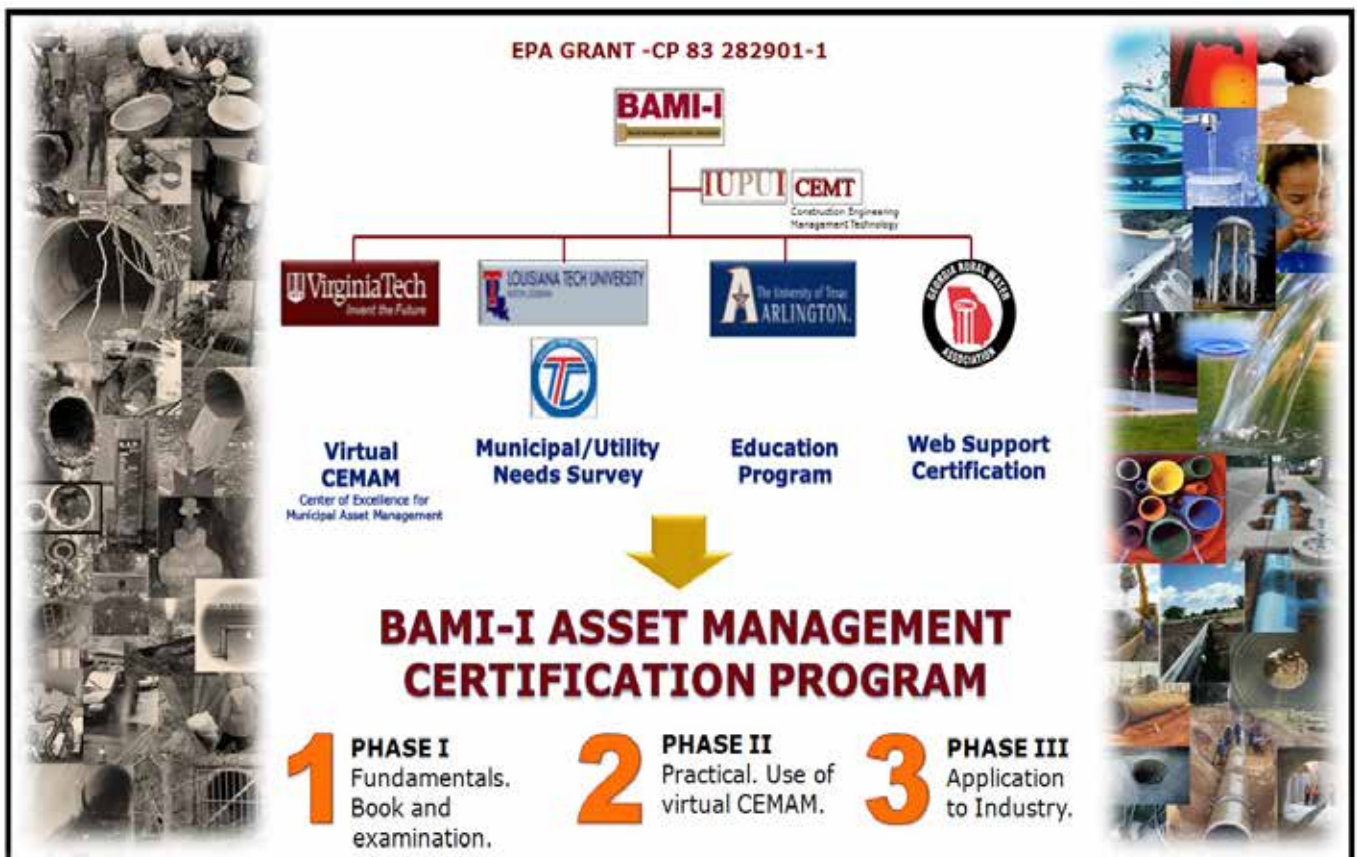 EPA GRANT -CP 83 282901-1
BAMI-I
IUPUI CEMT
Construction Engineering
Management Technology
VirginiaTech
Invent the Future
LOUISIANA TECH UNIVERSITY
The University of Texas
ARLINGTON.
GEORGIA RURAL WATER
ASSOCIATION
TTC
Virtual
CEMAM
Center of Excellence for
Municipal Asset Management
Municipal/Utility
Needs Survey
Education
Program
Web Support
Certification
BAMI-I ASSET MANAGEMENT
CERTIFICATION PROGRAM
1
PHASE I
Fundamentals.
Book and
examination.
2
PHASE II
Practical. Use of
virtual CEMAM.
3
PHASE III
Application
to Industry.